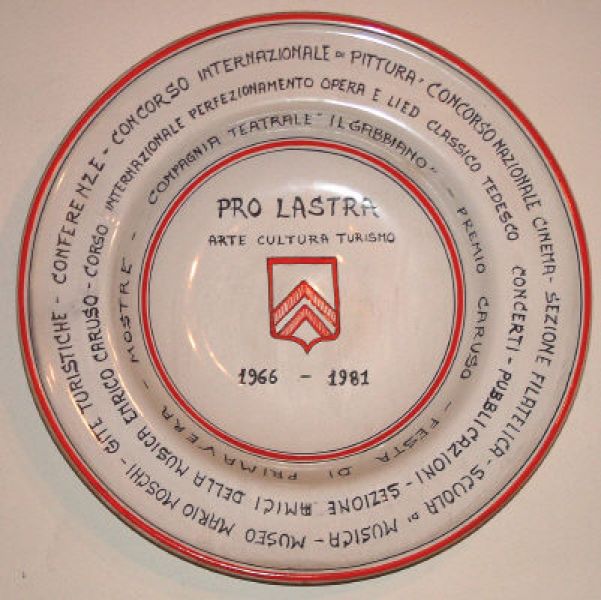 CONCORSO INTERNAZIONALE DI PITTURA - CONCORSO NAZIONALE CINEMA - SEZIONE FILATELICA - SCUOLA DI MUSICA - MUSEO MARIO MOSCHI - GITE TURISTICHE - CONFERENZE -
CORSO INTERNAZIONALE PERFEZIONAMENTO OPERA E LIED CLASSICO TEDESCO CONCERTI - PUBBLICAZIONI - SEZIONE AMICI DELLA MUSICA ENRICO CARUSO -
COMPAGNIA TEATRALE "IL GABBIANO" - PREMIO CARUSO - FESTA DI PRIMAVERA - MOSTRE -
PRO LASTRA
ARTE CULTURA TURISMO
1966 - 1981